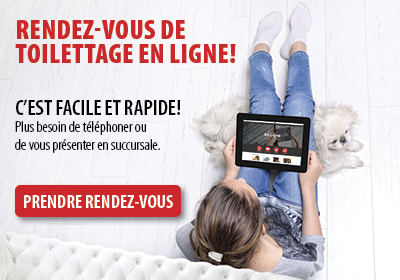 RENDEZ-VOUS DE
TOILETTAGE EN LIGNE!
C'EST FACILE ET RAPIDE!
Plus besoin de téléphoner ou
de vous présenter en succursale.
PRENDRE RENDEZ-VOUS